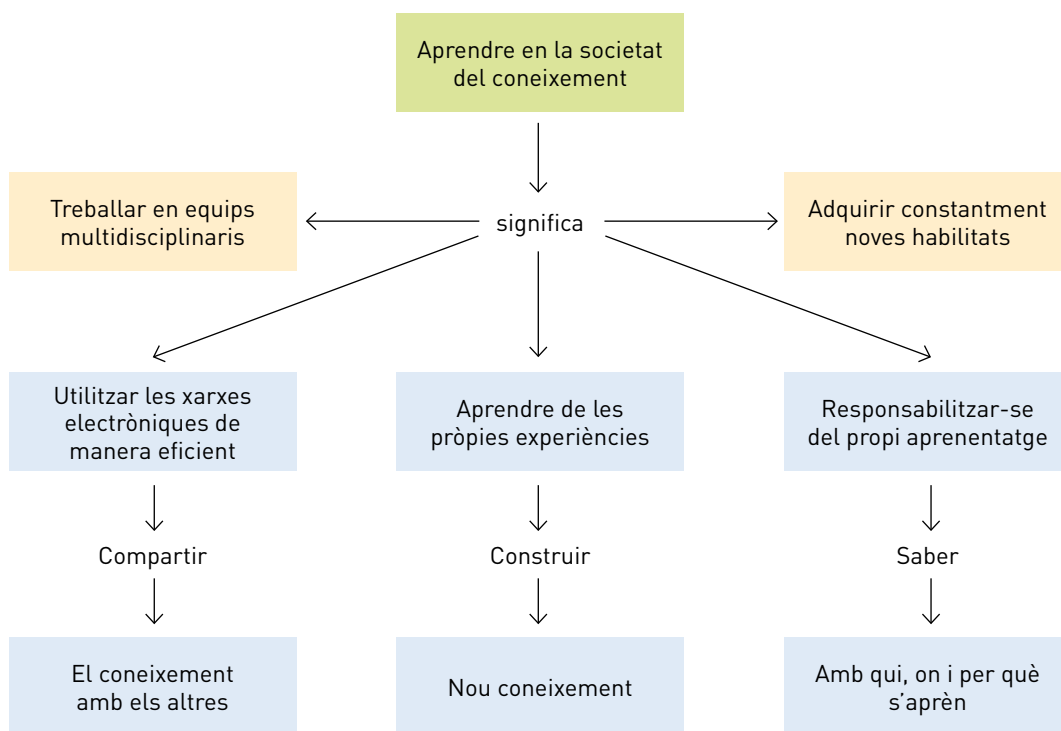 Aprendre en la societat
del coneixement
Treballar en equips
multidisciplinaris
significa
Adquirir constantment
noves habilitats
Utilitzar les xarxes
electròniques de
manera eficient
Aprendre de les
pròpies experiències
Responsabilitzar-se
del propi aprenentatge
Compartir
Construir
Saber
El coneixement
amb els altres
Nou coneixement
Amb qui, on i per què
s’aprèn